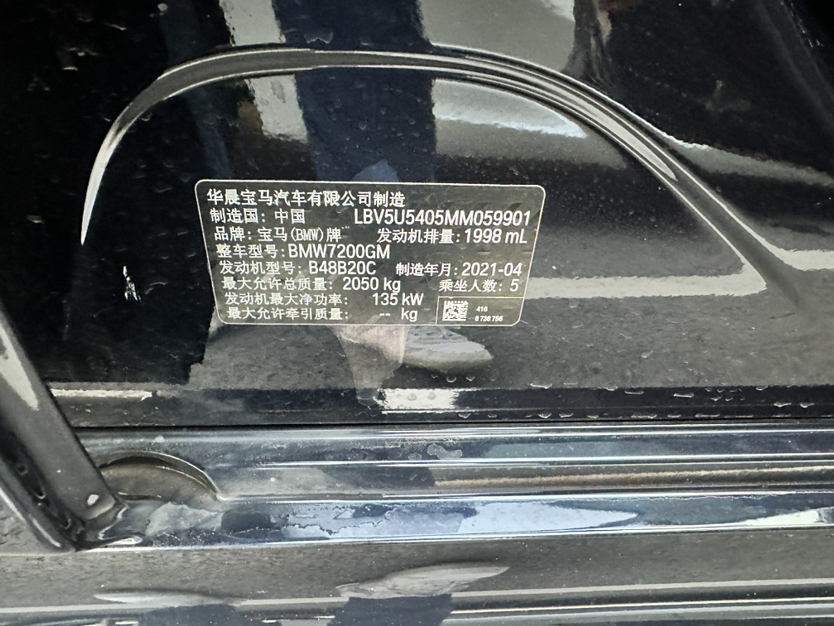 华晨宝马汽车有限公司制造
制造国：中国 LBV5U5405MM059901
品牌：宝马(BMW)牌 发动机排量：1998 mL
整车型号：BMW7200GM
发动机型号：B48B20C 制造年月：2021-04
最大允许总质量：2050 kg 乘坐人数：5
发动机最大净功率：135 kW
最大允许牵引质量：-- kg
416
8 736 756